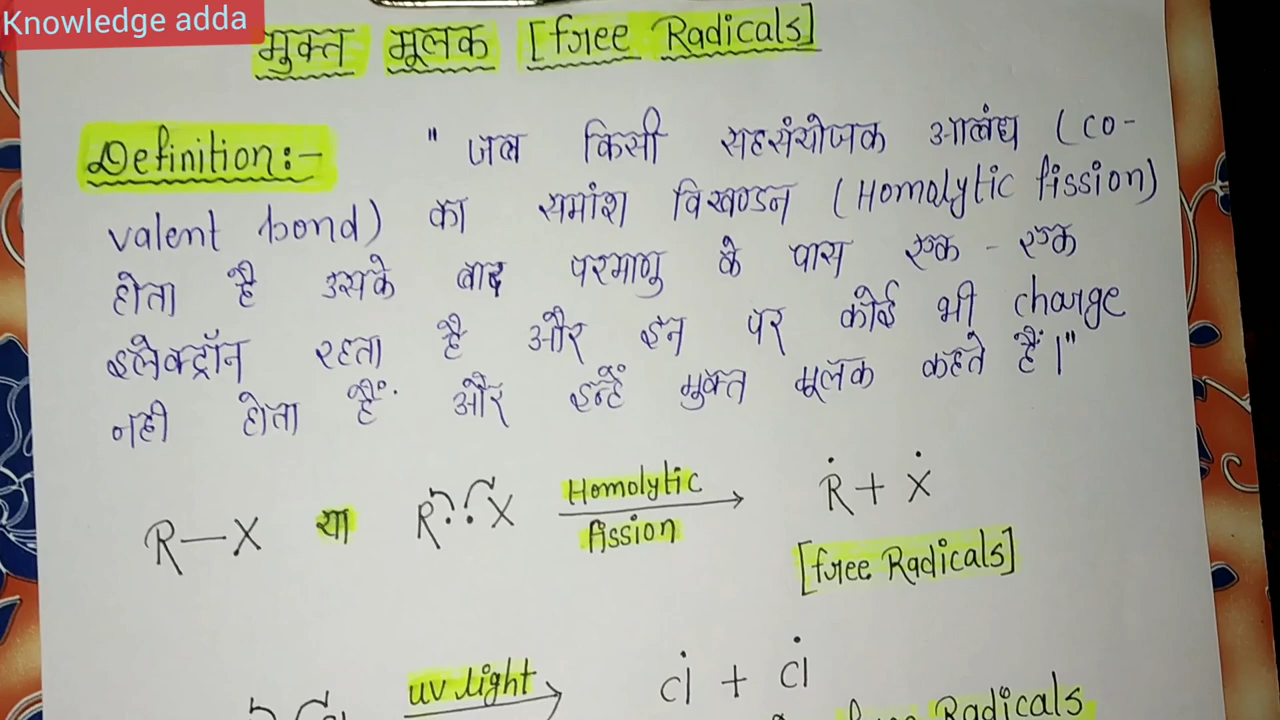 Knowledge adda
मुक्त मूलक [free Radicals]
Definition:- " जब किसी सहसंयोजक आबंध (co-
valent bond) का समांश विखण्डन (Homolytic fission)
होता है उसके बाद परमाणु के पास एक - एक
इलेक्ट्रॉन रहता है और इन पर कोई भी charge
नही होता हैं. और इन्हें मुक्त मूलक कहते हैं।"
R—X या R:X Homolytic fission Ṙ + Ẋ
[free Radicals]
uv light Ċl + Ċl
free Radicals